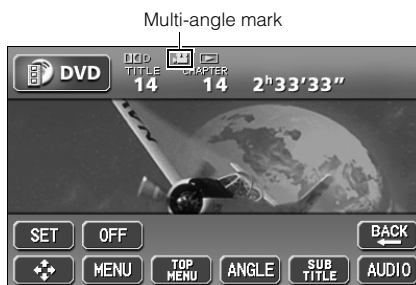 Multi-angle mark
DVD
TITLE CHAPTER
14 14 2h33'33"
SET OFF BACK
MENU TOP MENU ANGLE SUB TITLE AUDIO